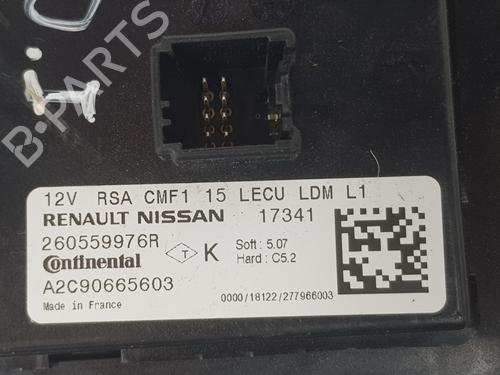 B-PARTS
12V RSA CMF1 15 LECU LDM L1
RENAULT NISSAN 17341
260559976R
Continental T K Soft : 5.07
Hard : C5.2
A2C90665603
Made in France 0000/18122/277966003